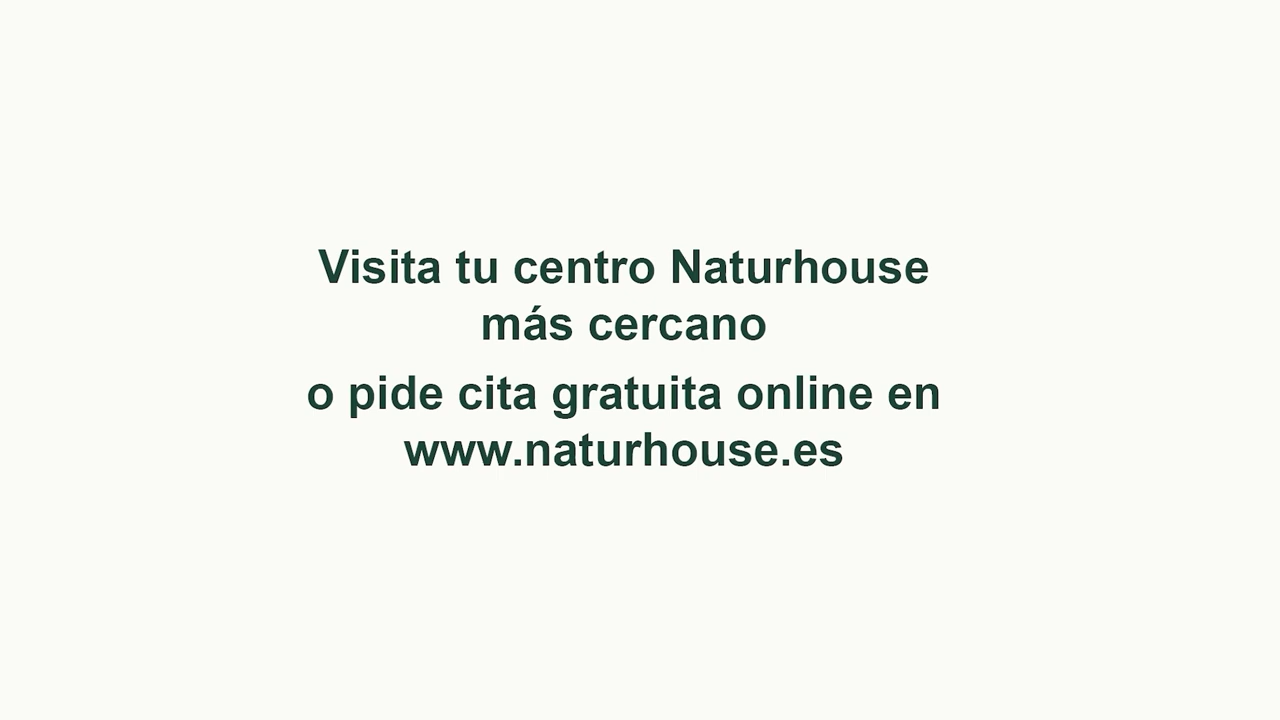 Visita tu centro Naturhouse
más cercano
o pide cita gratuita online en
www.naturhouse.es